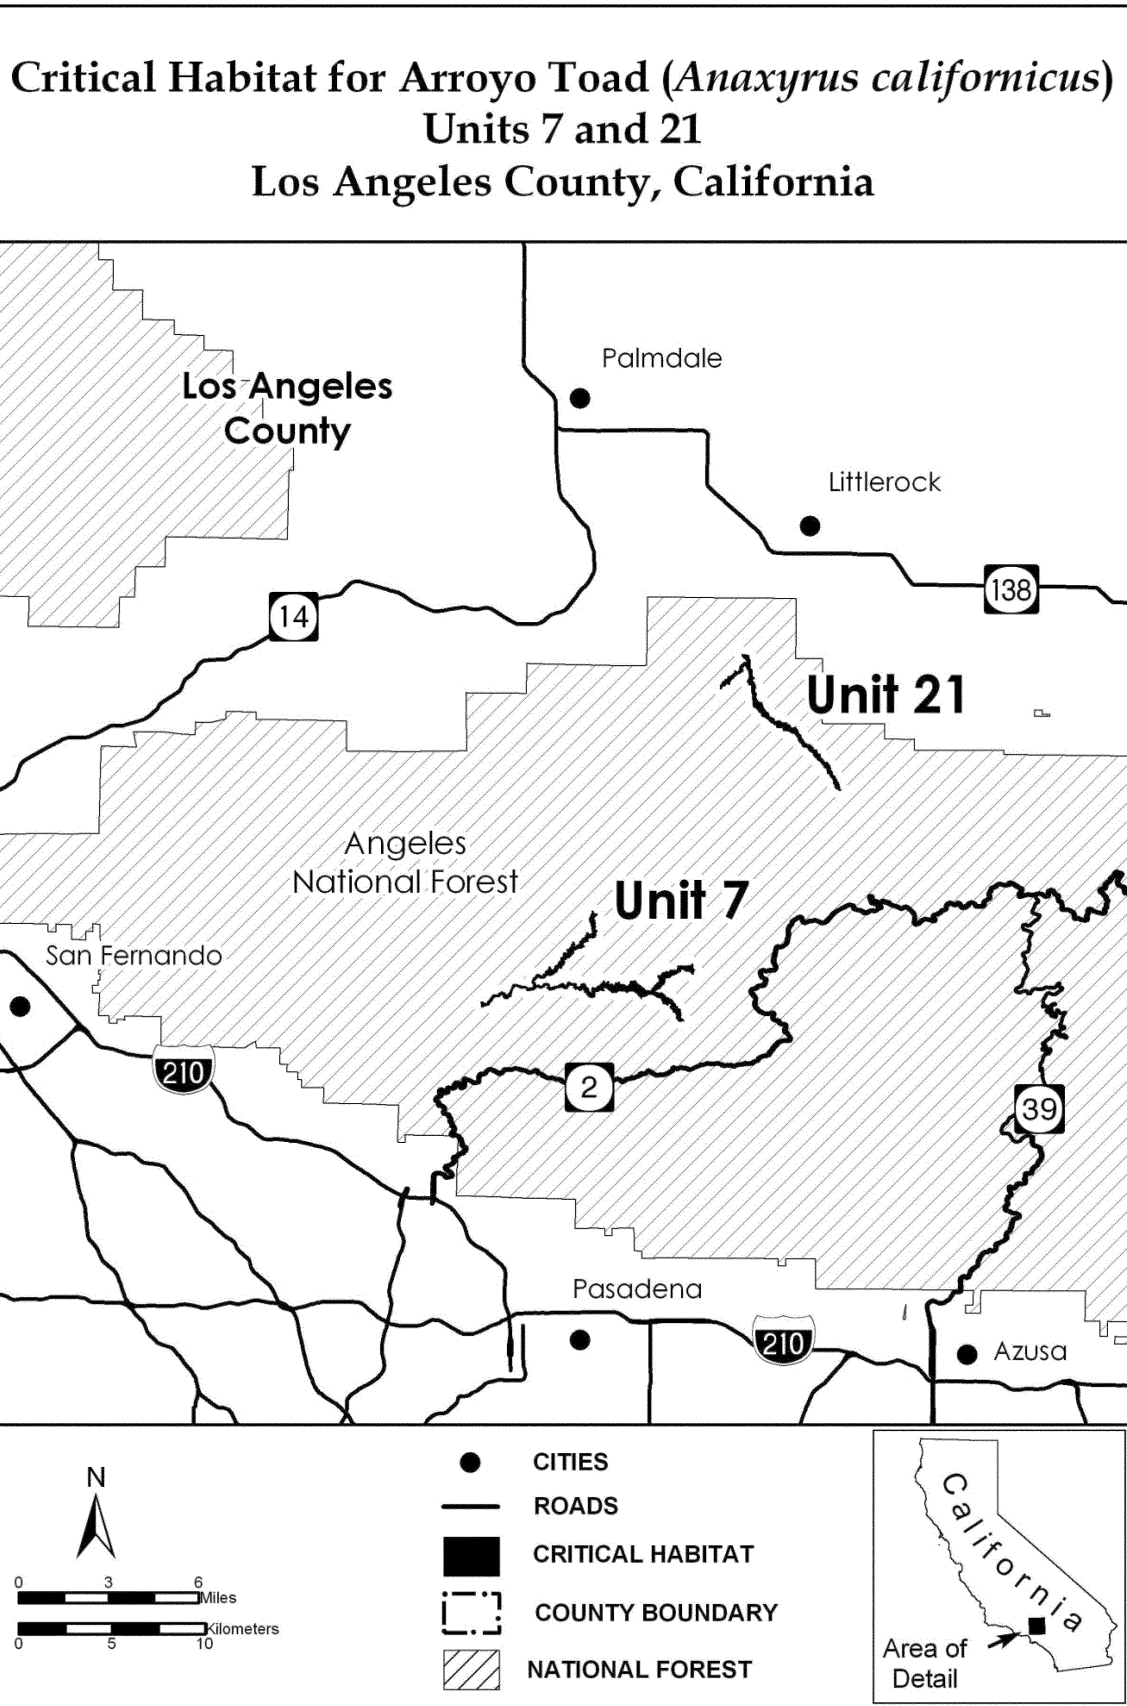 Critical Habitat for Arroyo Toad (Anaxyrus californicus)
Units 7 and 21
Los Angeles County, California
Palmdale
Los Angeles
County
Littlerock
138
14
Unit 21
Angeles
National Forest
Unit 7
San Fernando
210
2
39
Pasadena
210
Azusa
N
0 3 6
Miles
Kilometers
0 5 10
CITIES
ROADS
CRITICAL HABITAT
COUNTY BOUNDARY
NATIONAL FOREST
California
Area of
Detail